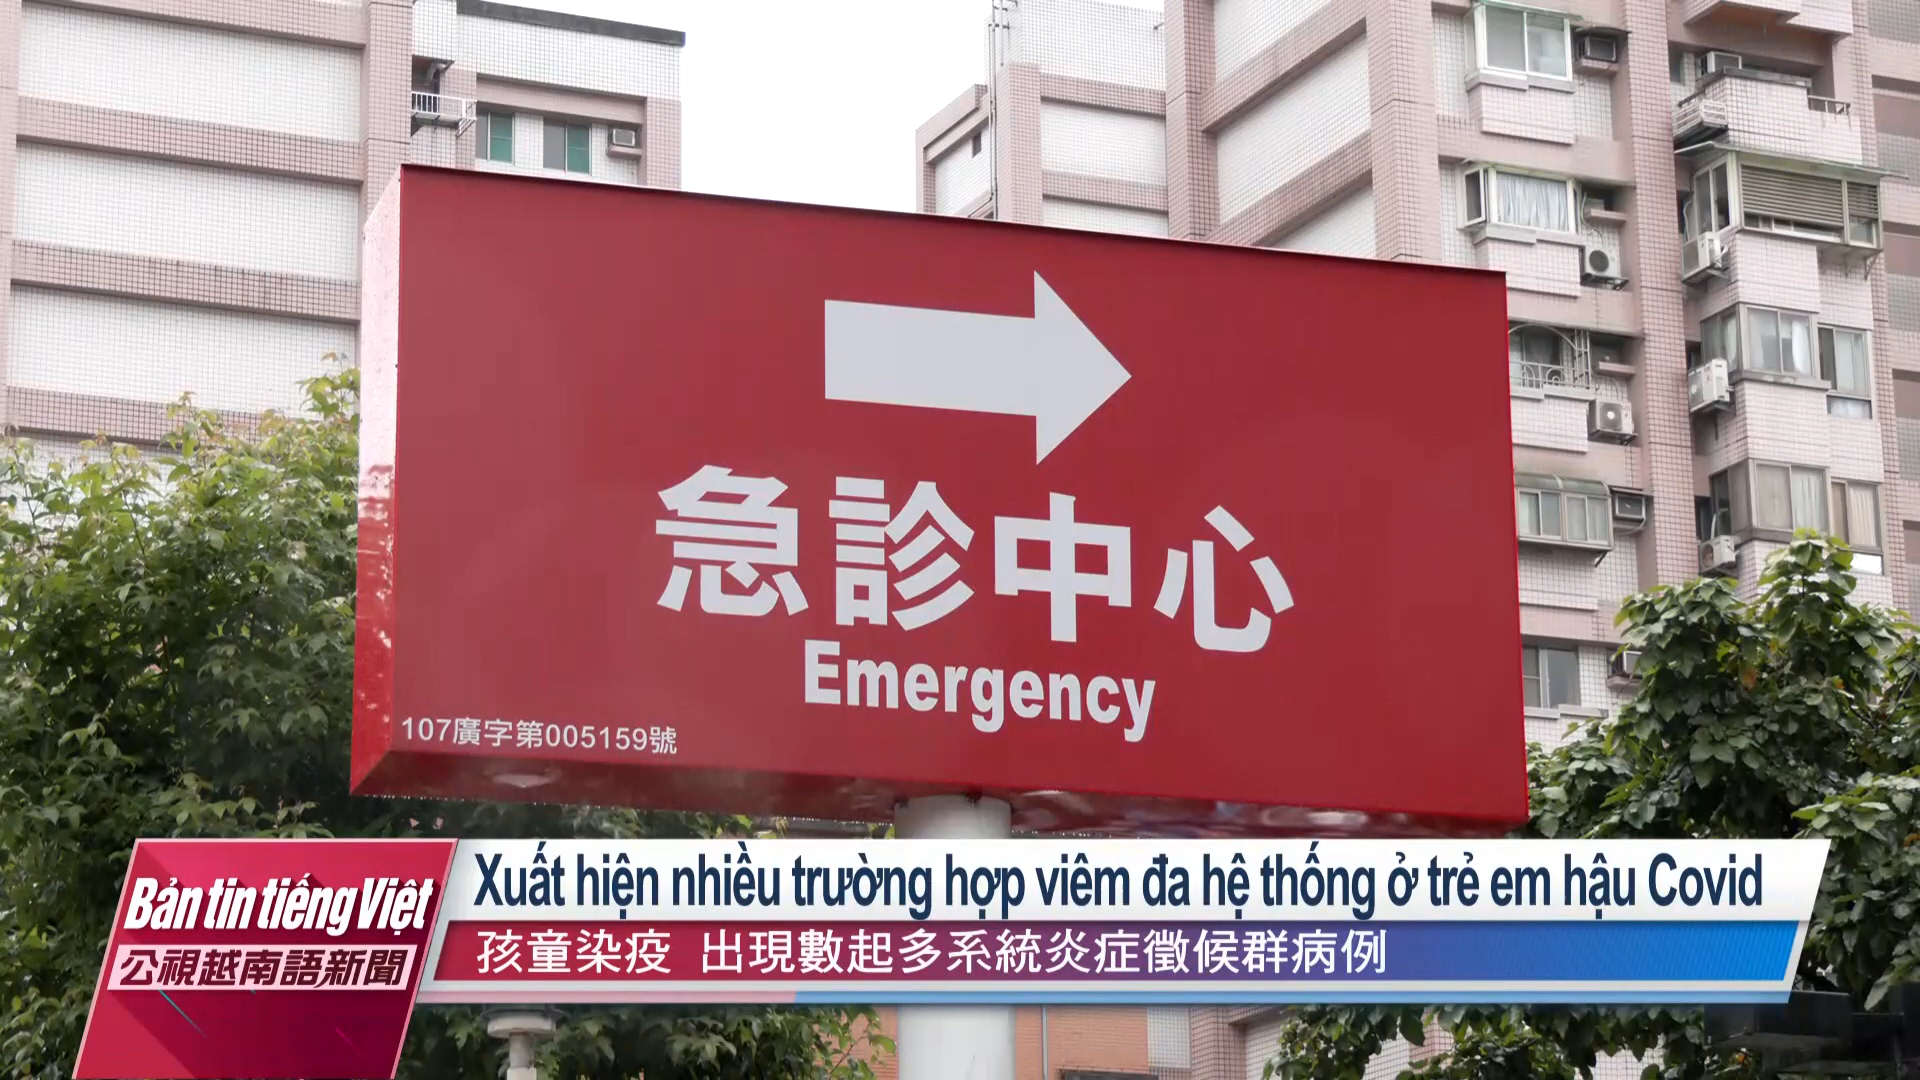 急診中心
Emergency
107廣字第005159號
Bản tin tiếng Việt
公視越南語新聞
Xuất hiện nhiều trường hợp viêm đa hệ thống ở trẻ em hậu Covid
孩童染疫 出現數起多系統炎症徵候群病例